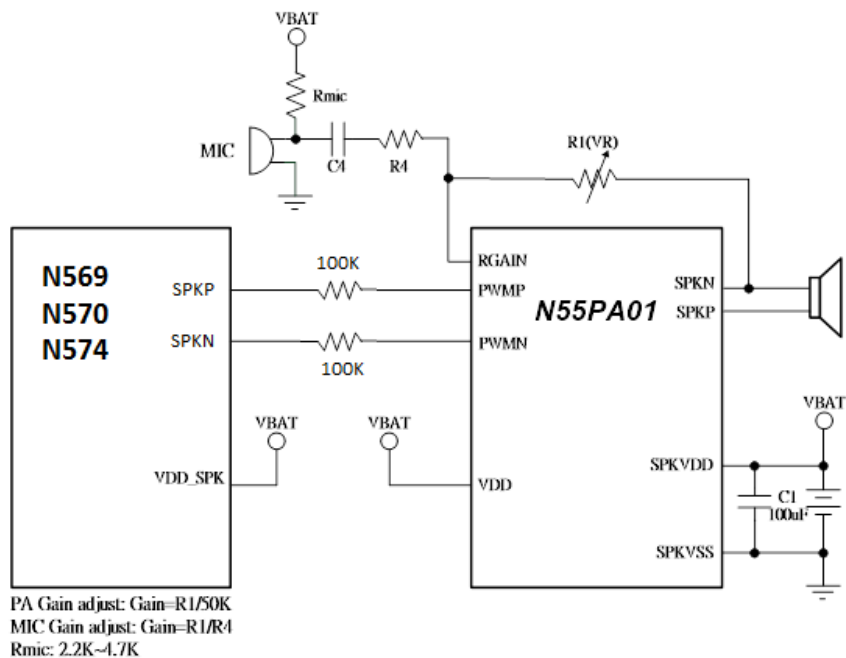 VBAT
Rmic
MIC
C4
R4
R1(VR)
N569
N570
N574
SPKP
SPKN
VDD_SPK
100K
100K
VBAT
VBAT
RGAIN
PWMP
PWMN
VDD
N55PA01
SPKN
SPKP
SPKVDD
SPKVSS
VBAT
C1
100uF
PA Gain adjust: Gain=R1/50K
MIC Gain adjust: Gain=R1/R4
Rmic: 2.2K~4.7K